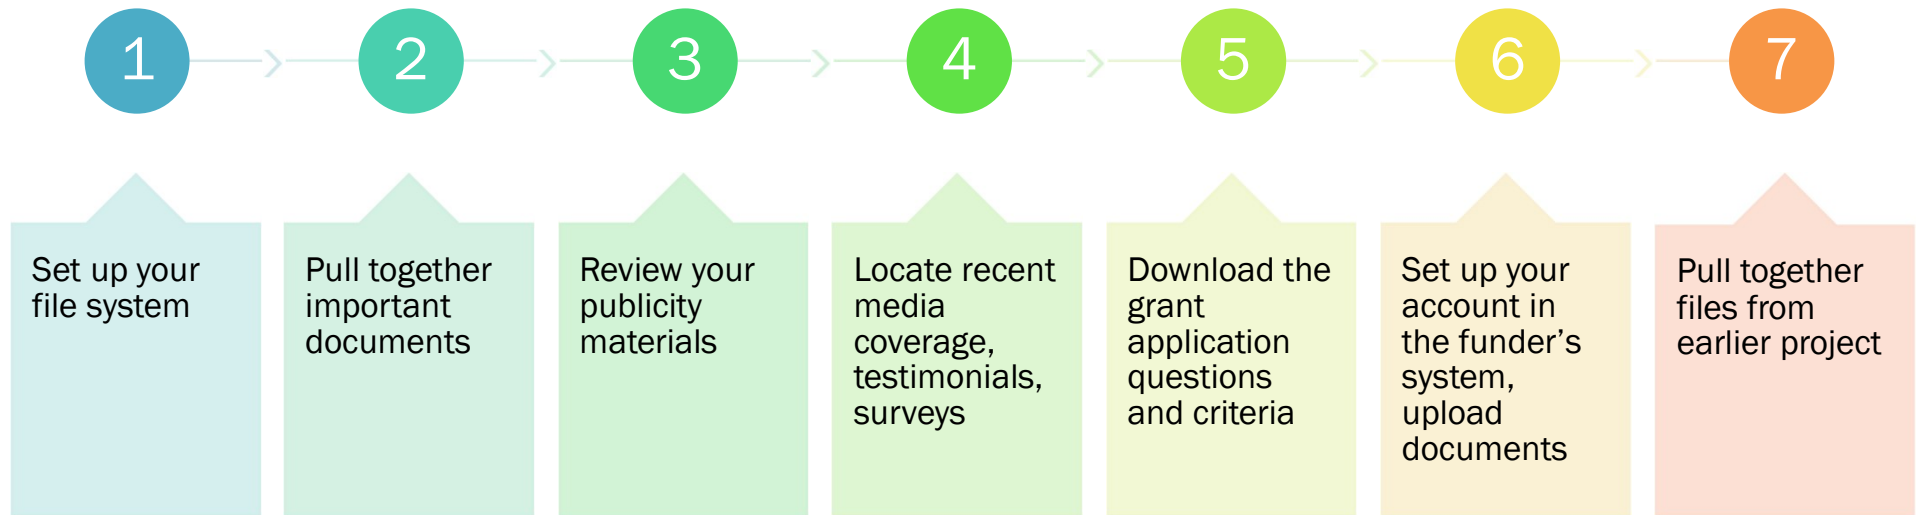 1
2
3
4
5
6
7
Set up your
file system
Pull together
important
documents
Review your
publicity
materials
Locate recent
media
coverage,
testimonials,
surveys
Download the
grant
application
questions
and criteria
Set up your
account in
the funder’s
system,
upload
documents
Pull together
files from
earlier project